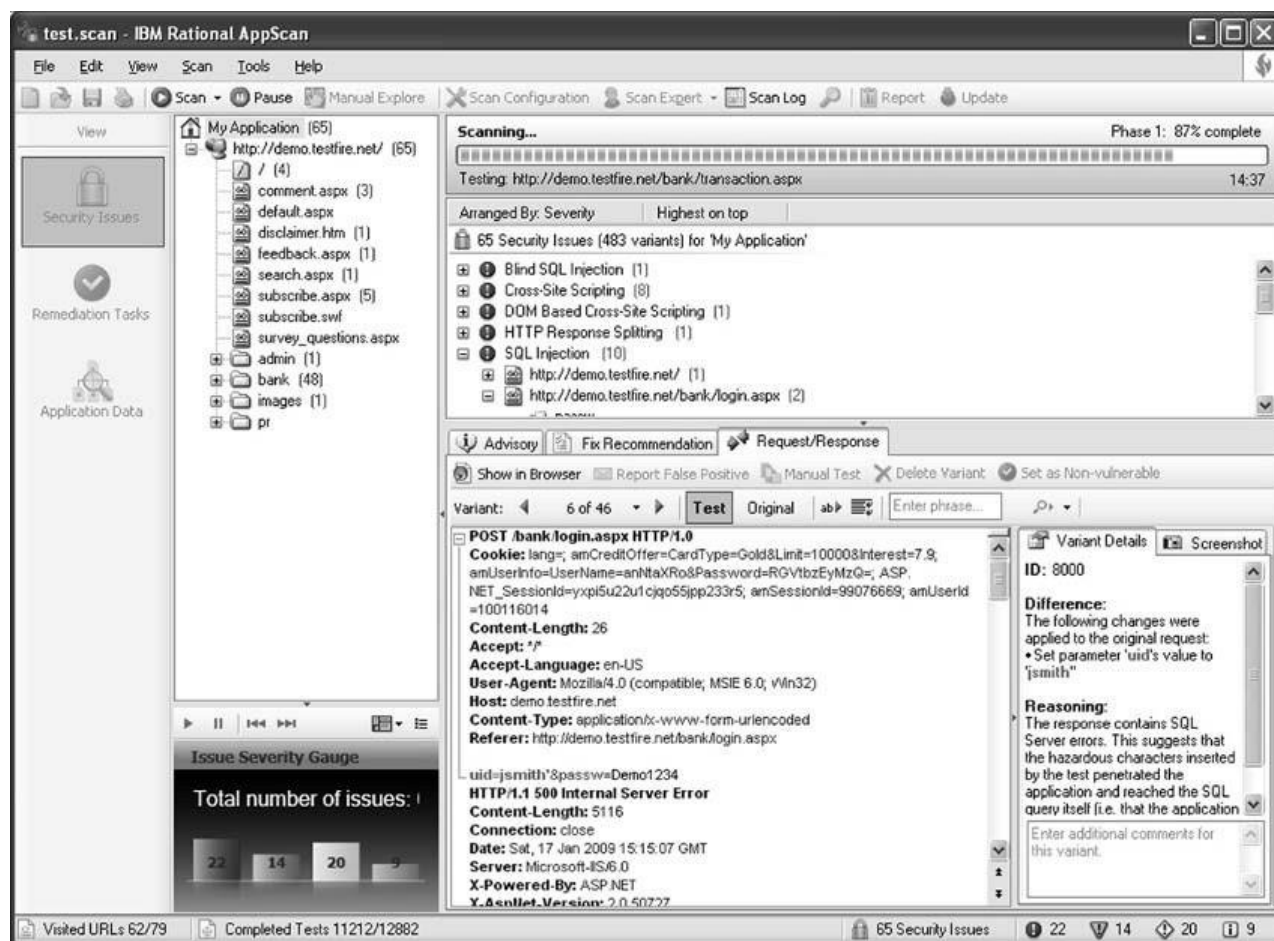 test.scan - IBM Rational AppScan
File Edit View Scan Tools Help
Scan Pause Manual Explore Scan Configuration Scan Expert Scan Log Report Update
View
Security Issues
Remediation Tasks
Application Data
My Application (65)
http://demo.testfire.net/ (65)
/ (4)
comment.aspx (3)
default.aspx
disclaimer.htm (1)
feedback.aspx (1)
search.aspx (1)
subscribe.aspx (5)
subscribe.swf
survey_questions.aspx
admin (1)
bank (48)
images (1)
pr
Issue Severity Gauge
Total number of issues:
22 14 20 9
Scanning... Phase 1: 87% complete
Testing: http://demo.testfire.net/bank/transaction.aspx 14:37
Arranged By: Severity Highest on top
65 Security Issues (483 variants) for 'My Application'
Blind SQL Injection (1)
Cross-Site Scripting (8)
DOM Based Cross-Site Scripting (1)
HTTP Response Splitting (1)
SQL Injection (10)
http://demo.testfire.net/ (1)
http://demo.testfire.net/bank/login.aspx (2)
Advisory Fix Recommendation Request/Response
Show in Browser Report False Positive Manual Test Delete Variant Set as Non-vulnerable
Variant: 6 of 46 Test Original ab Enter phrase...
POST /bank/login.aspx HTTP/1.0
Cookie: lang=; amCreditOffer=CardType=Gold&Limit=10000&Interest=7.9;
amUserInfo=UserName=anNtaXRo&Password=RGVtbzEyMzQ=; ASP.
NET_SessionId=yxpi5u22u1cjqo55jpp233r5; amSessionId=99076669; amUserId
=100116014
Content-Length: 26
Accept: */*
Accept-Language: en-US
User-Agent: Mozilla/4.0 (compatible; MSIE 6.0; Win32)
Host: demo.testfire.net
Content-Type: application/x-www-form-urlencoded
Referer: http://demo.testfire.net/bank/login.aspx
uid=jsmith'&passw=Demo1234
HTTP/1.1 500 Internal Server Error
Content-Length: 5116
Connection: close
Date: Sat, 17 Jan 2009 15:15:07 GMT
Server: Microsoft-IIS/6.0
X-Powered-By: ASP.NET
X-AspNet-Version: 2.0.50727
Variant Details Screenshot
ID: 8000
Difference:
The following changes were
applied to the original request:
• Set parameter 'uid's value to
'jsmith''
Reasoning:
The response contains SQL
Server errors. This suggests that
the hazardous characters inserted
by the test penetrated the
application and reached the SQL
query itself (i.e. that the application
Enter additional comments for
this variant.
Visited URLs 62/79 Completed Tests 11212/12882 65 Security Issues 22 14 20 9